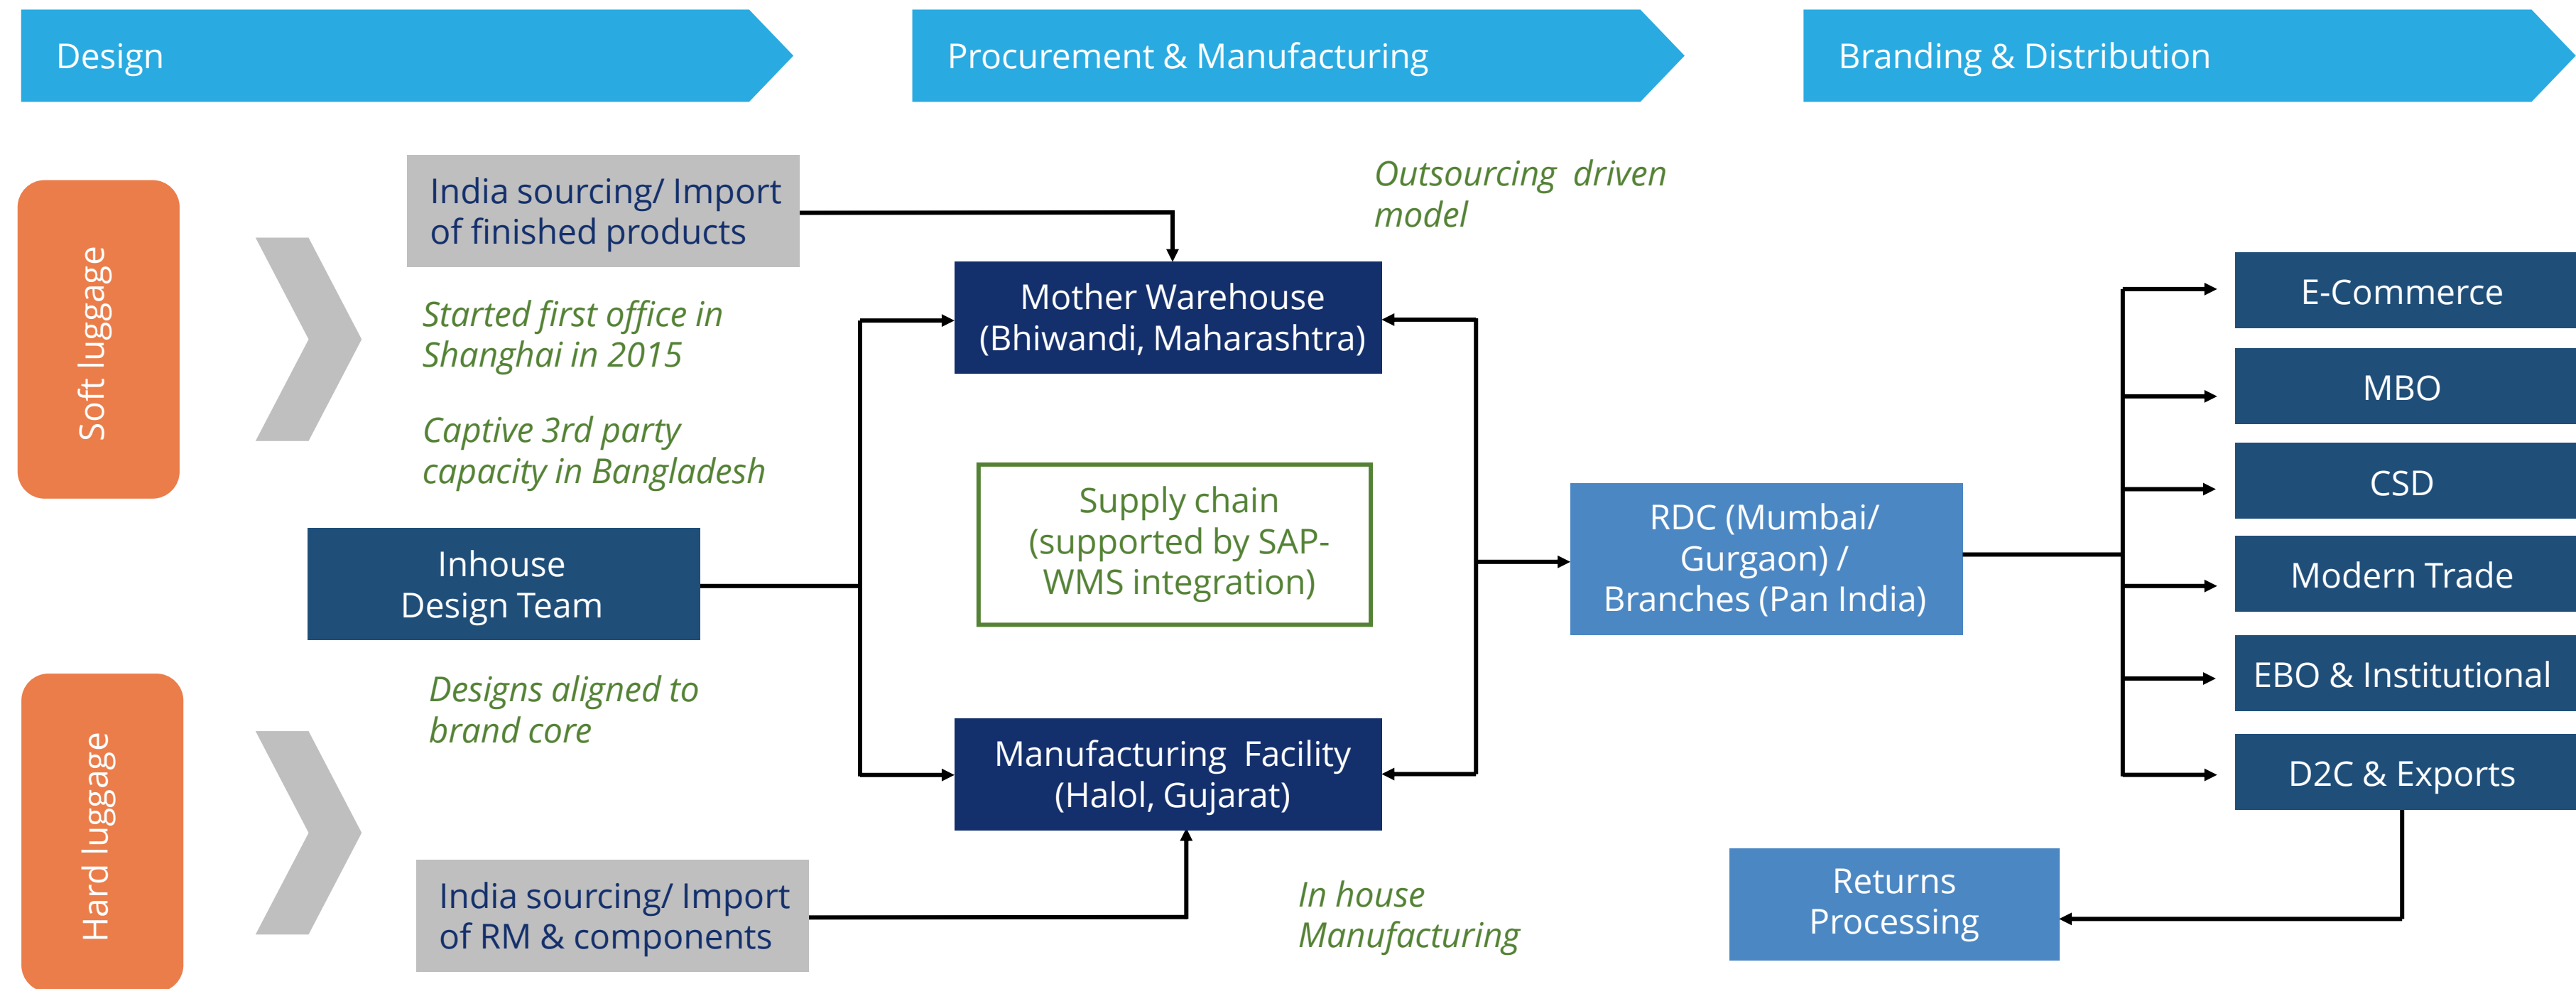 Design
Procurement & Manufacturing
Branding & Distribution
Soft luggage
India sourcing/ Import
of finished products
Started first office in
Shanghai in 2015
Captive 3rd party
capacity in Bangladesh
Inhouse
Design Team
Designs aligned to
brand core
Hard luggage
India sourcing/ Import
of RM & components
Outsourcing driven
model
Mother Warehouse
(Bhiwandi, Maharashtra)
Supply chain
(supported by SAP-
WMS integration)
Manufacturing Facility
(Halol, Gujarat)
In house
Manufacturing
RDC (Mumbai/
Gurgaon) /
Branches (Pan India)
E-Commerce
MBO
CSD
Modern Trade
EBO & Institutional
D2C & Exports
Returns
Processing